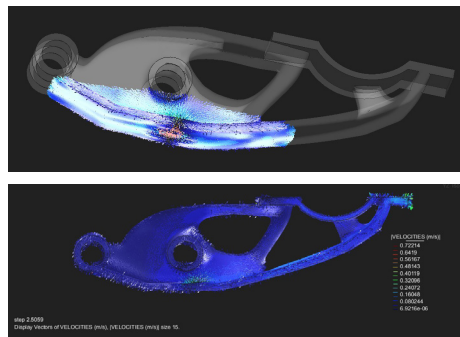 |VELOCITIES (m/s)|
0.72214
0.6419
0.56167
0.48143
0.40119
0.32096
0.24072
0.16048
0.080244
6.9216e-06
step 2.5059
Display Vectors of VELOCITIES (m/s), |VELOCITIES (m/s)| size 15.